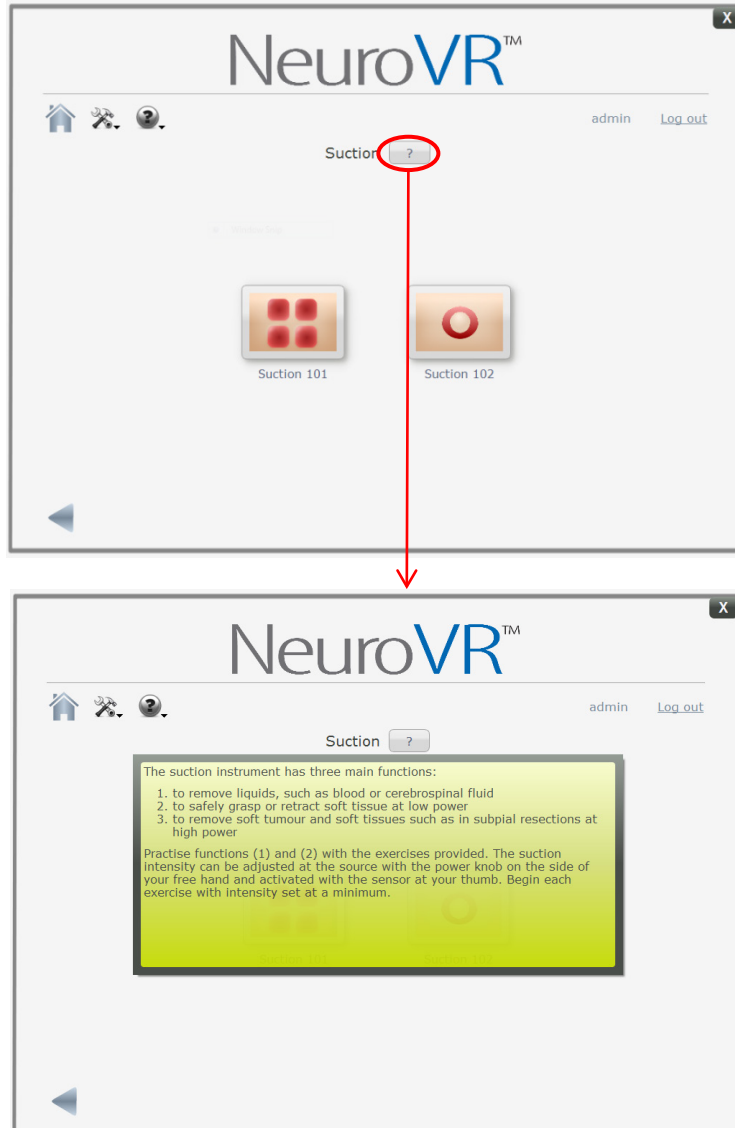 X
NeuroVR™
admin Log out
Suction ?
Suction 101 Suction 102
X
NeuroVR™
admin Log out
Suction ?
The suction instrument has three main functions:
1. to remove liquids, such as blood or cerebrospinal fluid
2. to safely grasp or retract soft tissue at low power
3. to remove soft tumour and soft tissues such as in subpial resections at
high power
Practise functions (1) and (2) with the exercises provided. The suction
intensity can be adjusted at the source with the power knob on the side of
your free hand and activated with the sensor at your thumb. Begin each
exercise with intensity set at a minimum.
Suction 101 Suction 102